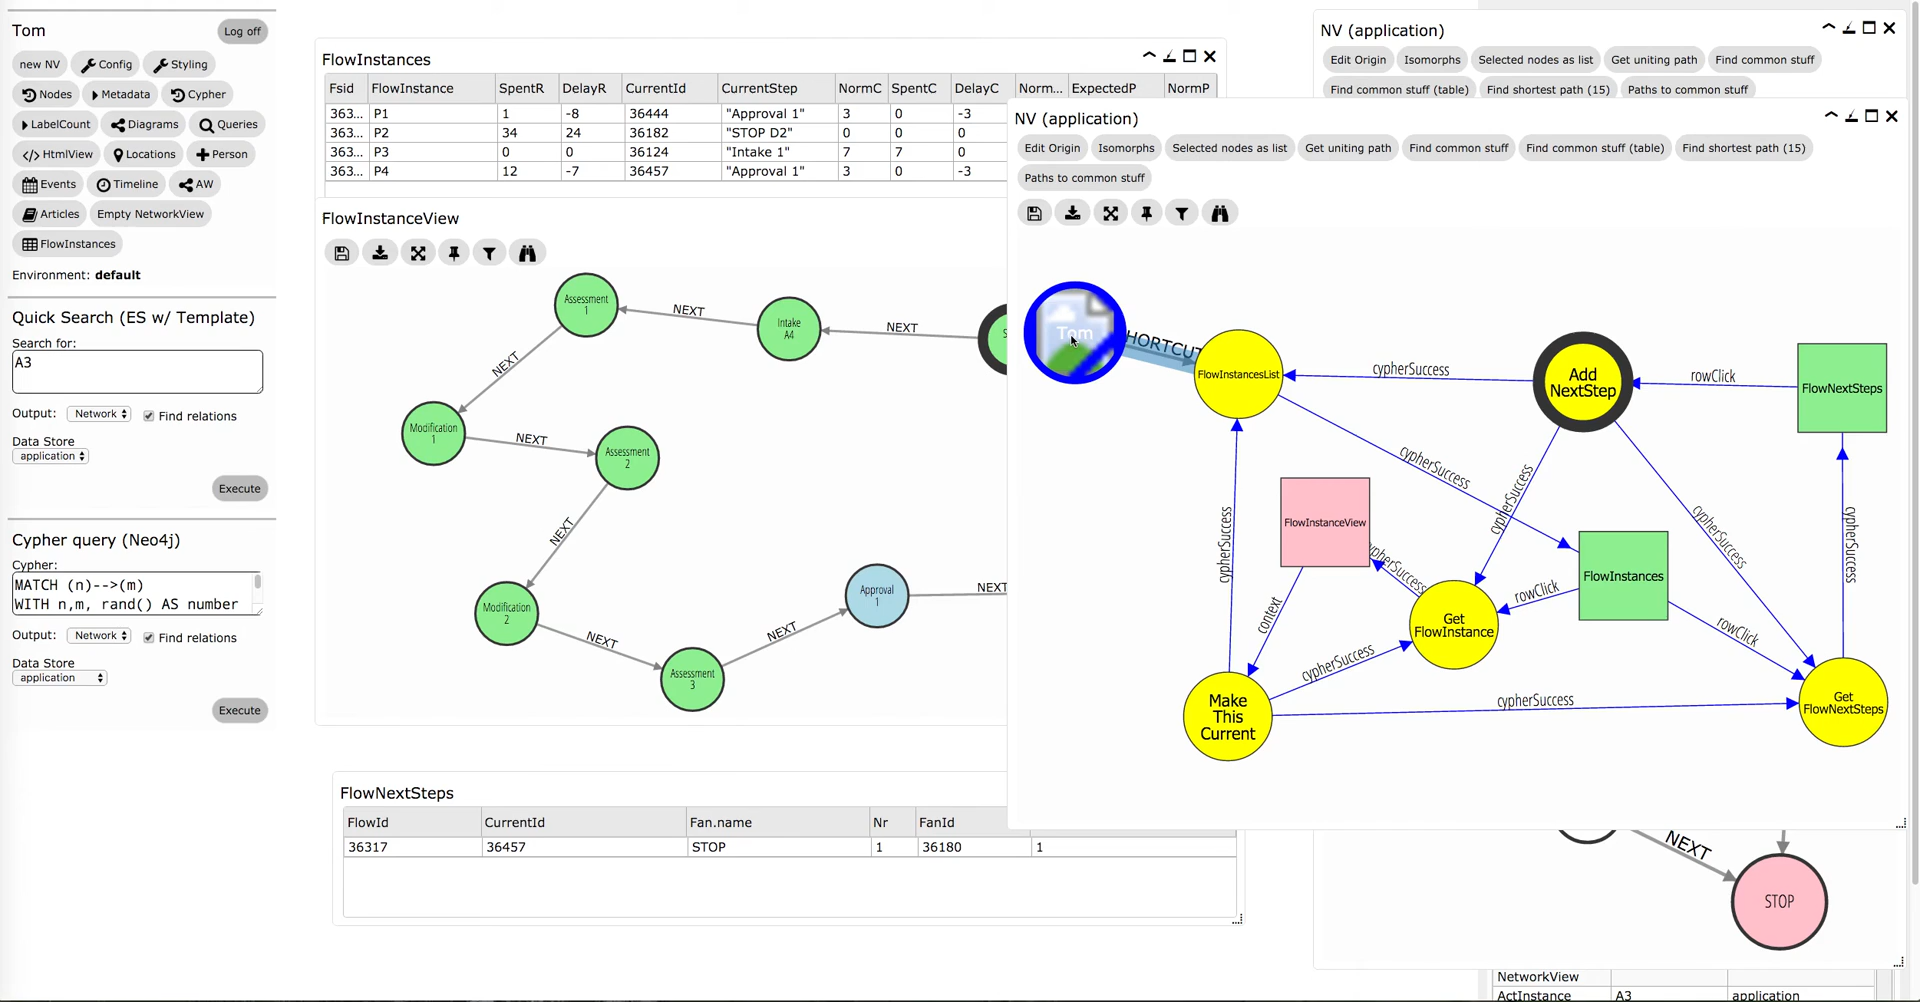 Tom
Log off
new NV
Config
Styling
Nodes
Metadata
Cypher
LabelCount
Diagrams
Queries
HtmlView
Locations
Person
Events
Timeline
AW
Articles
Empty NetworkView
FlowInstances
Environment: default
Quick Search (ES w/ Template)
Search for:
A3
Output: Network Find relations
Data Store
application
Execute
Cypher query (Neo4j)
Cypher:
MATCH (n)-->(m)
WITH n,m, rand() AS number
Output: Network Find relations
Data Store
application
Execute
FlowInstances
Fsid FlowInstance SpentR DelayR CurrentId CurrentStep NormC SpentC DelayC Norm... ExpectedP NormP
363... P1 1 -8 36444 "Approval 1" 3 0 -3
363... P2 34 24 36182 "STOP D2" 0 0 0
363... P3 0 0 36124 "Intake 1" 7 7 0
363... P4 12 -7 36457 "Approval 1" 3 0 -3
FlowInstanceView
Assessment
1
NEXT
Intake
A4
NEXT
NEXT
Modification
1
NEXT
Assessment
2
NEXT
Modification
2
NEXT
Assessment
3
NEXT
Approval
1
NEXT
FlowNextSteps
FlowId CurrentId Fan.name Nr FanId
36317 36457 STOP 1 36180 1
NV (application)
Edit Origin
Isomorphs
Selected nodes as list
Get uniting path
Find common stuff
Find common stuff (table)
Find shortest path (15)
Paths to common stuff
NV (application)
Edit Origin
Isomorphs
Selected nodes as list
Get uniting path
Find common stuff
Find common stuff (table)
Find shortest path (15)
Paths to common stuff
Tom
HORTCUT
FlowInstancesList
cypherSuccess
Add
NextStep
rowClick
FlowNextSteps
cypherSuccess
cypherSuccess
cypherSuccess
cypherSuccess
cypherSuccess
FlowInstanceView
ypherSuccess
FlowInstances
rowClick
rowClick
context
Get
FlowInstance
cypherSuccess
Make
This
Current
cypherSuccess
Get
FlowNextSteps
NEXT
STOP
NetworkView
ActInstance A3 application